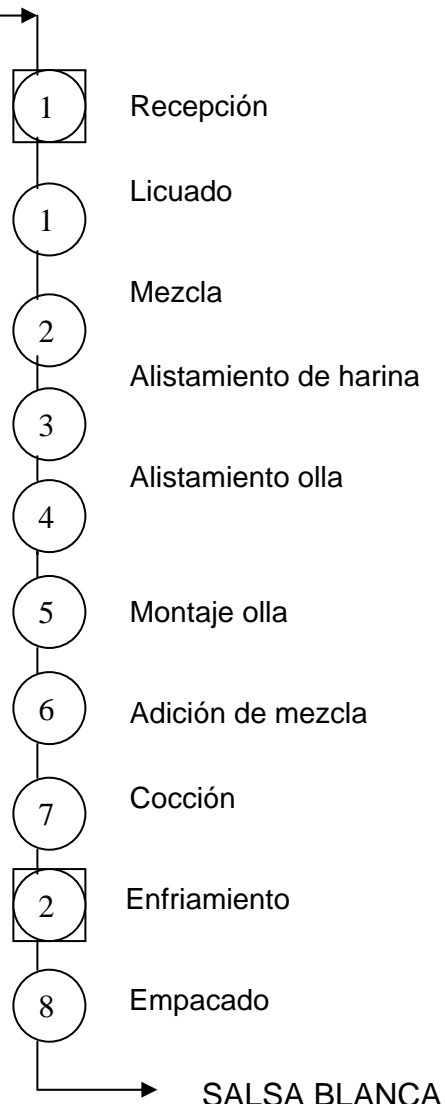 1 Recepción
1 Licuado
2 Mezcla
3 Alistamiento de harina
4 Alistamiento olla
5 Montaje olla
6 Adición de mezcla
7 Cocción
2 Enfriamiento
8 Empacado
SALSA BLANCA